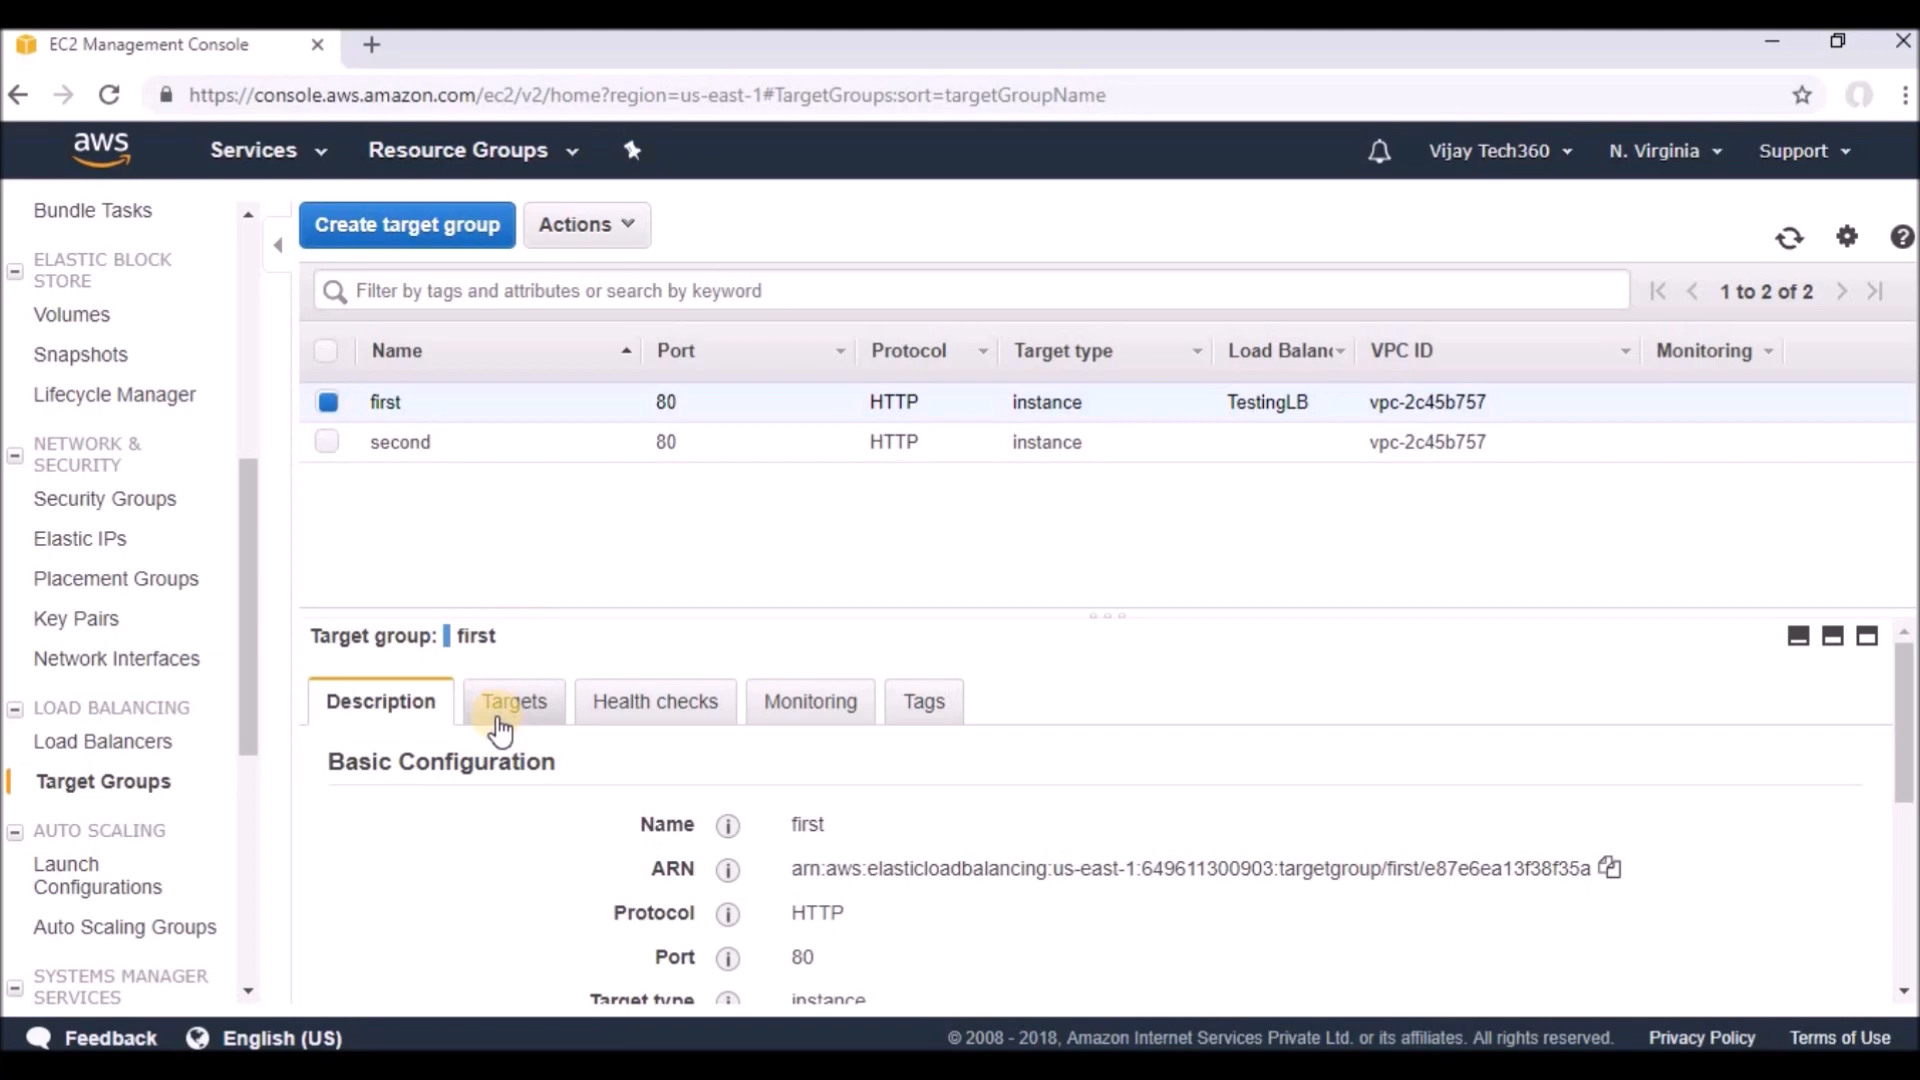 EC2 Management Console
https://console.aws.amazon.com/ec2/v2/home?region=us-east-1#TargetGroups:sort=targetGroupName
aws
Services
Resource Groups
Vijay Tech360
N. Virginia
Support
Bundle Tasks
ELASTIC BLOCK
STORE
Volumes
Snapshots
Lifecycle Manager
NETWORK &
SECURITY
Security Groups
Elastic IPs
Placement Groups
Key Pairs
Network Interfaces
LOAD BALANCING
Load Balancers
Target Groups
AUTO SCALING
Launch
Configurations
Auto Scaling Groups
SYSTEMS MANAGER
SERVICES
Create target group
Actions
Filter by tags and attributes or search by keyword
1 to 2 of 2
Name Port Protocol Target type Load Balan VPC ID Monitoring
first 80 HTTP instance TestingLB vpc-2c45b757
second 80 HTTP instance vpc-2c45b757
Target group: first
Description Targets Health checks Monitoring Tags
Basic Configuration
Name first
ARN arn:aws:elasticloadbalancing:us-east-1:649611300903:targetgroup/first/e87e6ea13f38f35a
Protocol HTTP
Port 80
Target type instance
Feedback
English (US)
© 2008 - 2018, Amazon Internet Services Private Ltd. or its affiliates. All rights reserved.
Privacy Policy
Terms of Use